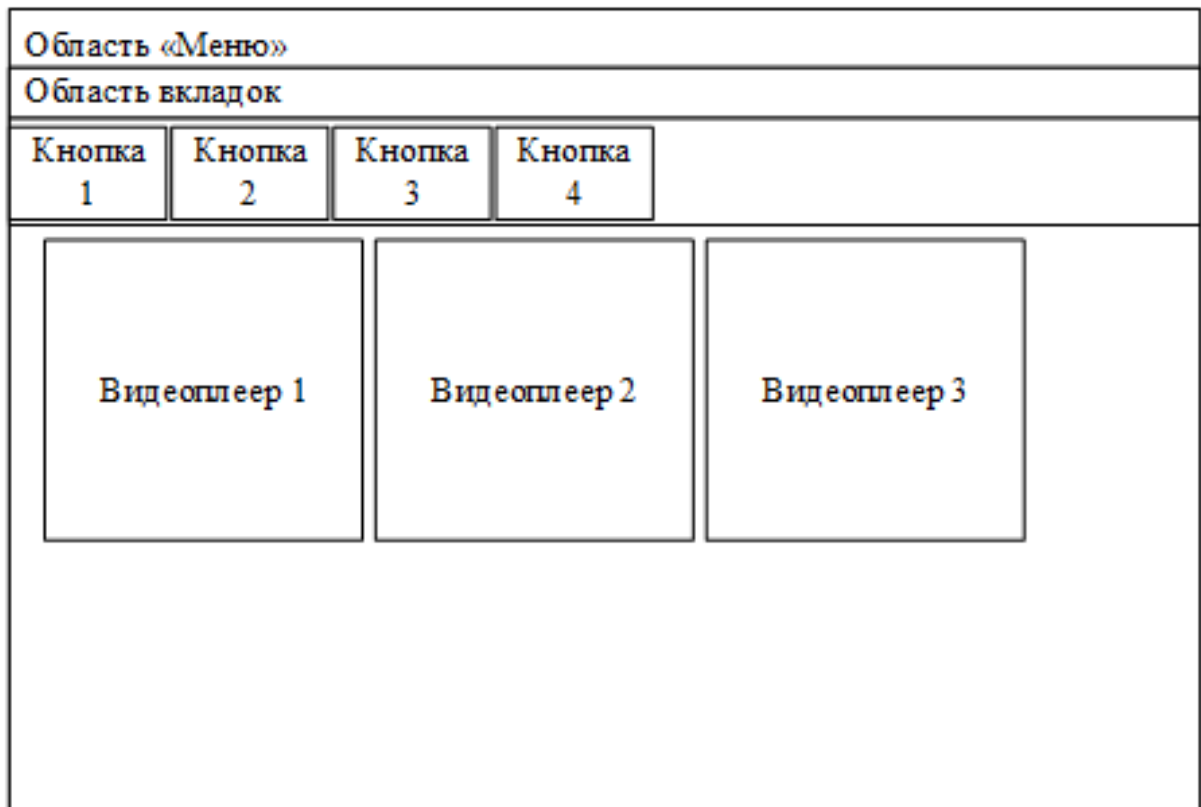 Область «Меню»
Область вкладок
Кнопка
1
Кнопка
2
Кнопка
3
Кнопка
4
Видеоплеер 1
Видеоплеер 2
Видеоплеер 3